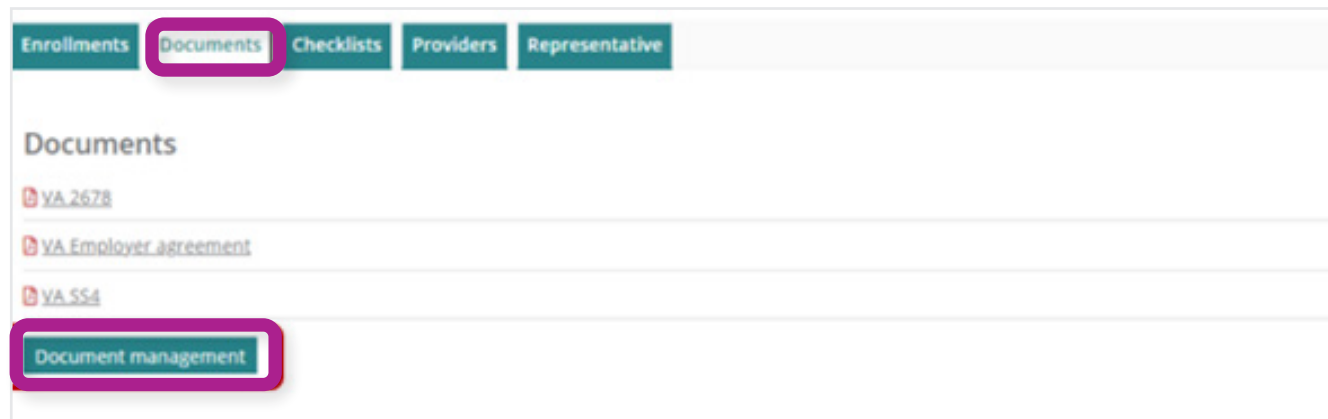 Enrollments Documents Checklists Providers Representative
Documents
VA 2678
VA Employer agreement
VA SS4
Document management